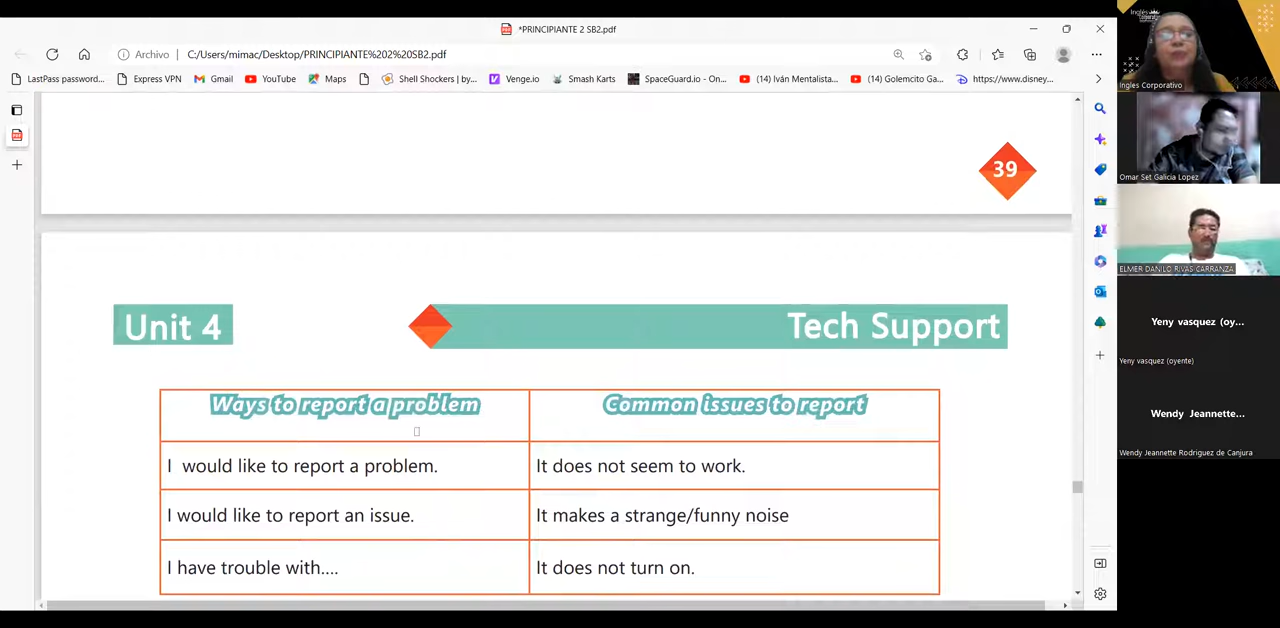 *PRINCIPIANTE 2 SB2.pdf
Archivo
C:/Users/mimac/Desktop/PRINCIPIANTE%202%20SB2.pdf
LastPass password...
Express VPN
Gmail
YouTube
Maps
Shell Shockers | by...
Venge.io
Smash Karts
SpaceGuard.io - On...
(14) Iván Mentalista...
(14) Golemcito Ga...
https://www.disney...
39
Unit 4
Tech Support
Ways to report a problem
Common issues to report
I would like to report a problem.
It does not seem to work.
I would like to report an issue.
It makes a strange/funny noise
I have trouble with....
It does not turn on.
Inglés
Ingles Corporativo
Omar Set Galicia Lopez
ELMER DANILO RIVAS CARRANZA
Yeny vasquez (oy...
Yeny vasquez (oyente)
Wendy Jeannette...
Wendy Jeannette Rodriguez de Canjura